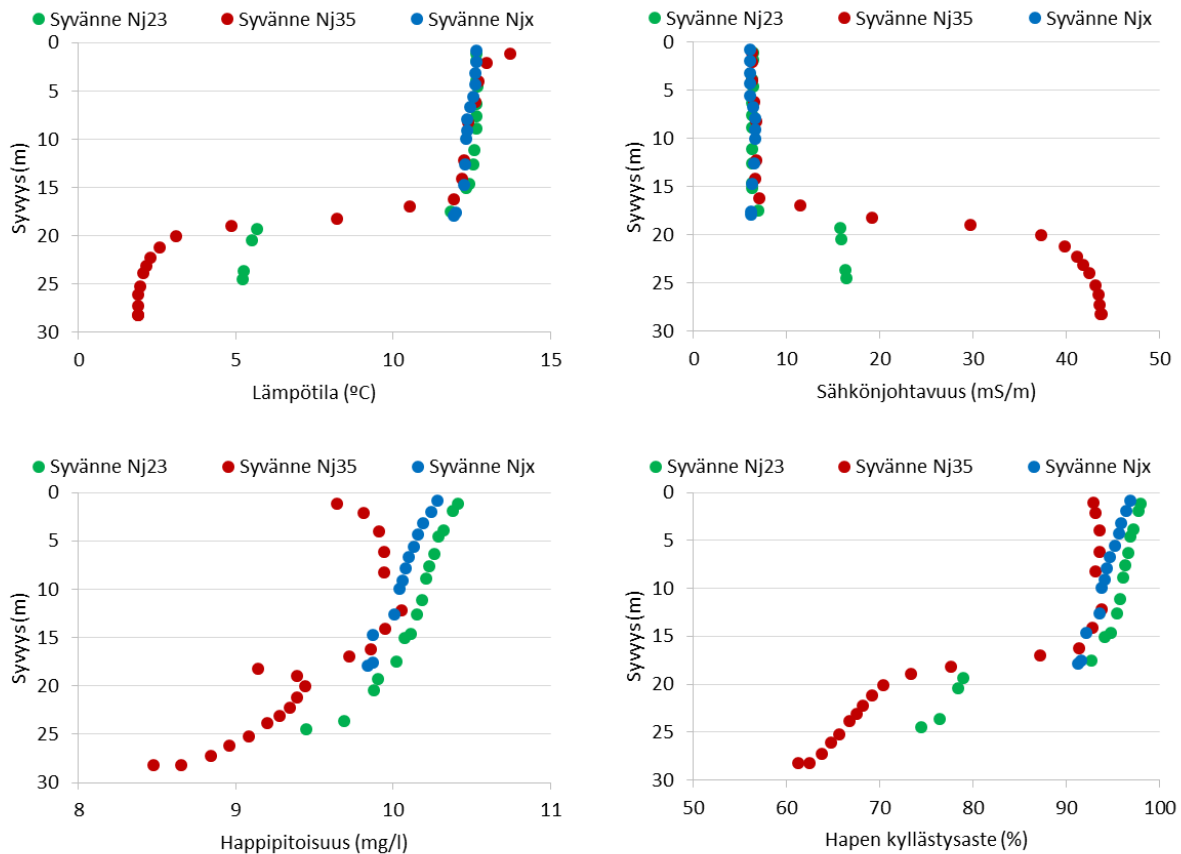 Syvänne Nj23 Syvänne Nj35 Syvänne Njx
0
5
10
15
20
25
30
Syvyys (m)
0 5 10 15
Lämpötila (ºC)
Syvänne Nj23 Syvänne Nj35 Syvänne Njx
0
5
10
15
20
25
30
Syvyys (m)
0 10 20 30 40 50
Sähkönjohtavuus (mS/m)
Syvänne Nj23 Syvänne Nj35 Syvänne Njx
0
5
10
15
20
25
30
Syvyys (m)
8 9 10 11
Happipitoisuus (mg/l)
Syvänne Nj23 Syvänne Nj35 Syvänne Njx
0
5
10
15
20
25
30
Syvyys (m)
50 60 70 80 90 100
Hapen kyllästysaste (%)